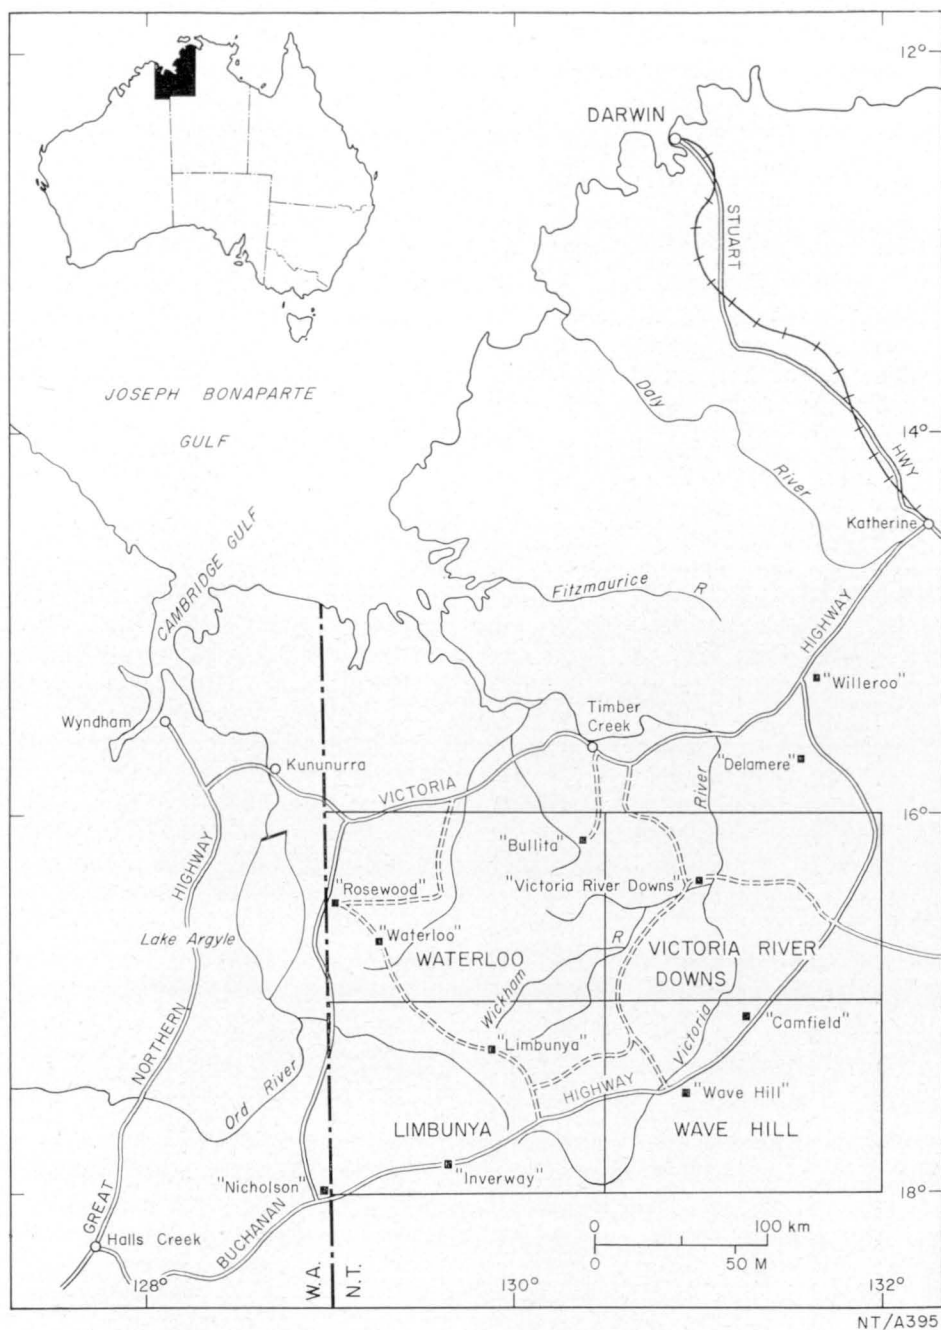 12°
DARWIN
STUART
HWY
JOSEPH BONAPARTE
GULF
Daly
River
14°
Katherine
CAMBRIDGE GULF
Fitzmaurice R
HIGHWAY
"Willeroo"
Wyndham
Timber
Creek
Kununurra
VICTORIA
River
"Delamere"
16°
HIGHWAY
"Bullita"
"Rosewood"
"Victoria River Downs"
Lake Argyle
"Waterloo"
WATERLOO
Wickham
R
VICTORIA RIVER
DOWNS
NORTHERN
"Camfield"
"Limbunya"
Victoria
Ord River
HIGHWAY
"Wave Hill"
LIMBUNYA
WAVE HILL
"Inverway"
"Nicholson"
18°
GREAT
BUCHANAN
Halls Creek
0 100 km
0 50 M
W.A.
N.T.
128°
130°
132°
NT/A395